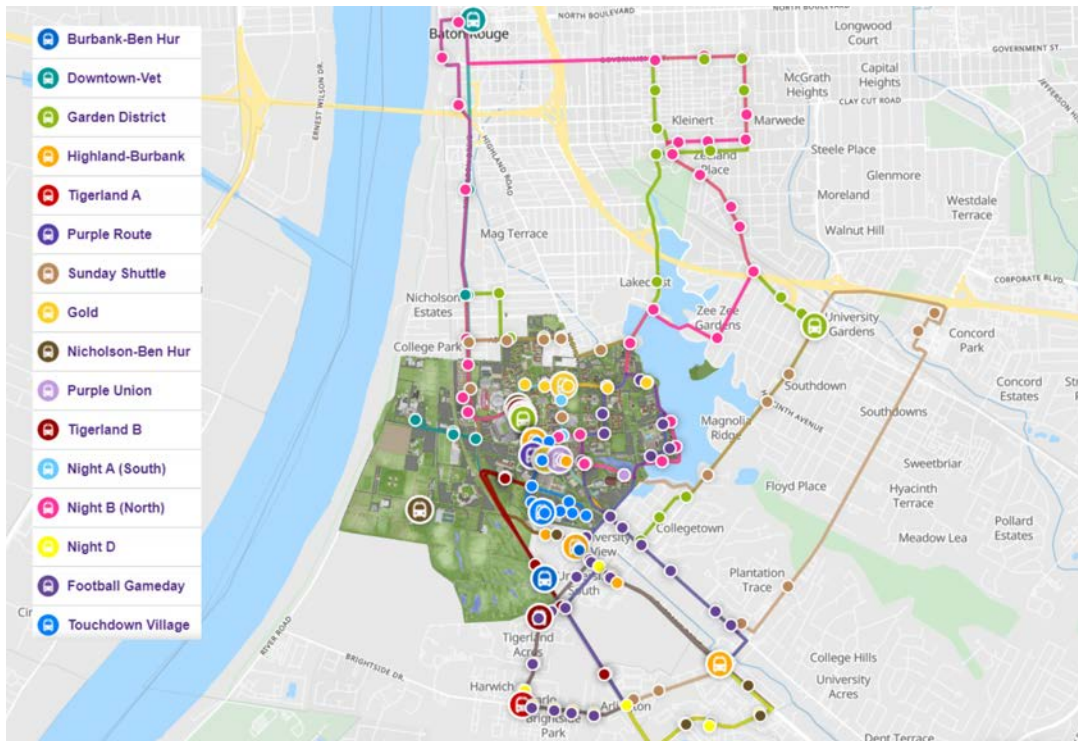 Burbank-Ben Hur
Downtown-Vet
Garden District
Highland-Burbank
Tigerland A
Purple Route
Sunday Shuttle
Gold
Nicholson-Ben Hur
Purple Union
Tigerland B
Night A (South)
Night B (North)
Night D
Football Gameday
Touchdown Village
NORTH BOULEVARD
NORTH BOULEVARD
Baton Rouge
Longwood
Court
GOVERNMENT ST.
ERNEST WILSON DR.
McGrath
Heights
Capital
Heights
CLAY CUT ROAD
Kleinert
Marwede
HIGHLAND ROAD
Steele Place
Place
Glenmore
Moreland
Westdale
Terrace
Mag Terrace
Walnut Hill
CORPORATE BLVD.
Nicholson
Estates
Zee Zee
Gardens
University
Gardens
Concord
Park
College Park
Southdown
Concord
Estates
Southdowns
Magnolia
Ridge
Sweetbriar
Floyd Place
Hyacinth
Terrace
Pollard
Estates
Collegetown
Meadow Lea
View
South
Plantation
Trace
RIVER ROAD
Tigerland
Acres
BRIGHTSIDE DR.
College Hills
University
Acres
Harwich
Brightside
Park
Dent Terrace